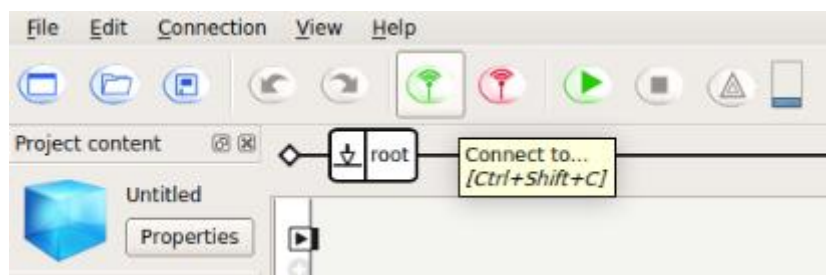 File Edit Connection View Help
Project content
root
Connect to...
[Ctrl+Shift+C]
Untitled
Properties